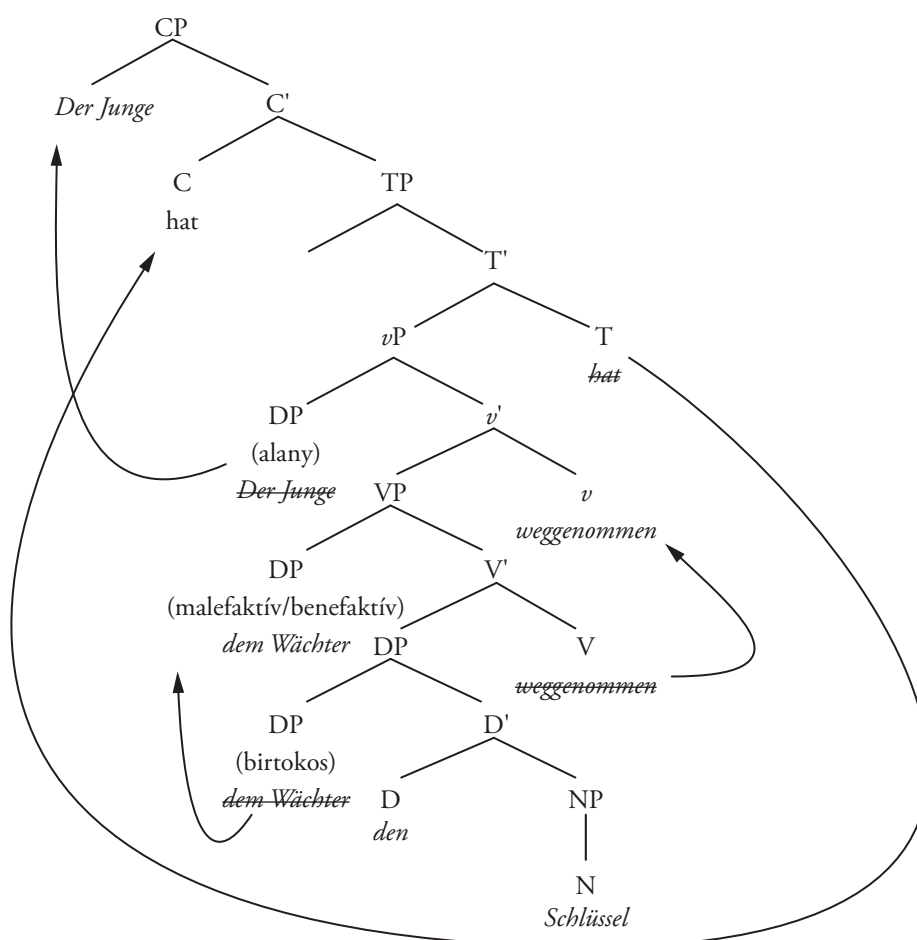 CP
Der Junge
C'
C
TP
hat
T'
vP
T
hat
DP
v'
(alany)
Der Junge
VP
v
weggenommen
DP
V'
(malefaktív/benefaktív)
dem Wächter
DP
V
weggenommen
DP
D'
(birtokos)
dem Wächter
D
NP
den
N
Schlüssel